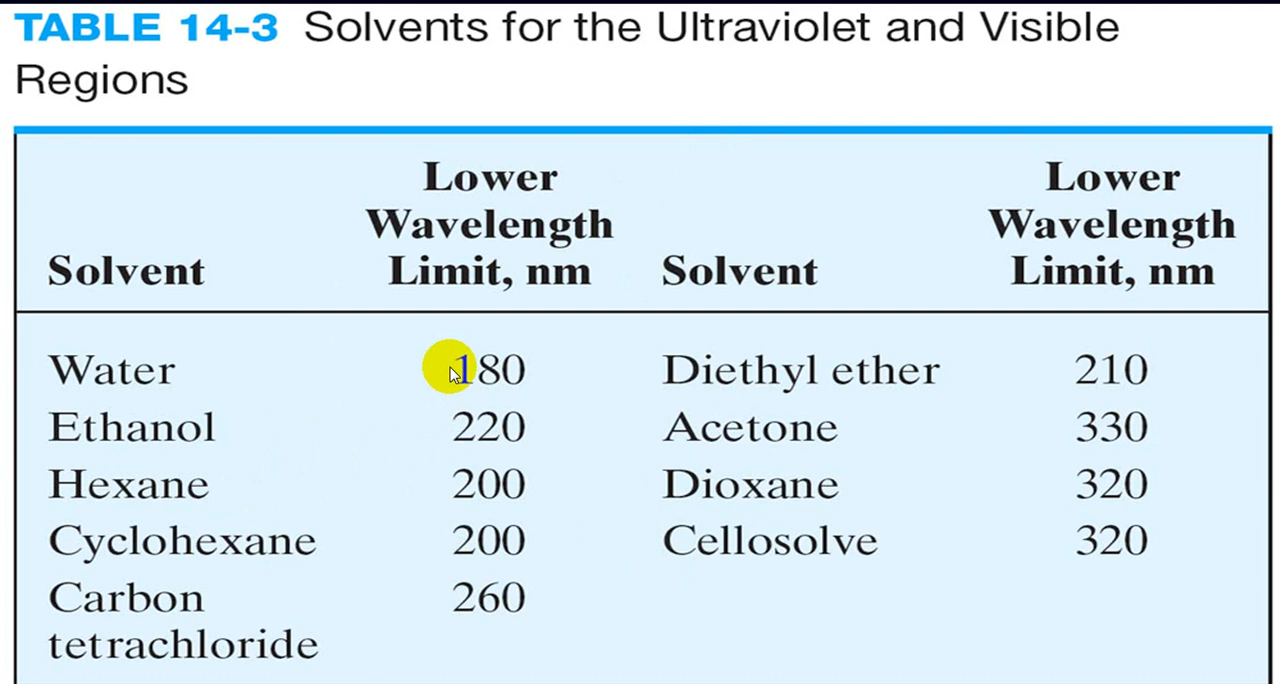 TABLE 14-3 Solvents for the Ultraviolet and Visible
Regions
Solvent Lower Wavelength Limit, nm Solvent Lower Wavelength Limit, nm
Water 180 Diethyl ether 210
Ethanol 220 Acetone 330
Hexane 200 Dioxane 320
Cyclohexane 200 Cellosolve 320
Carbon 260
tetrachloride